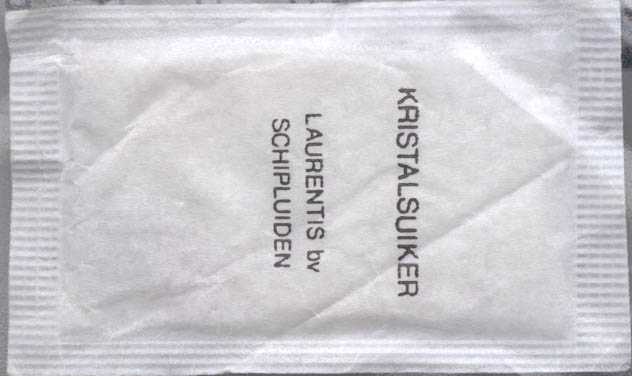 KRISTALSUIKER
LAURENTIS bv
SCHIPLUIDEN